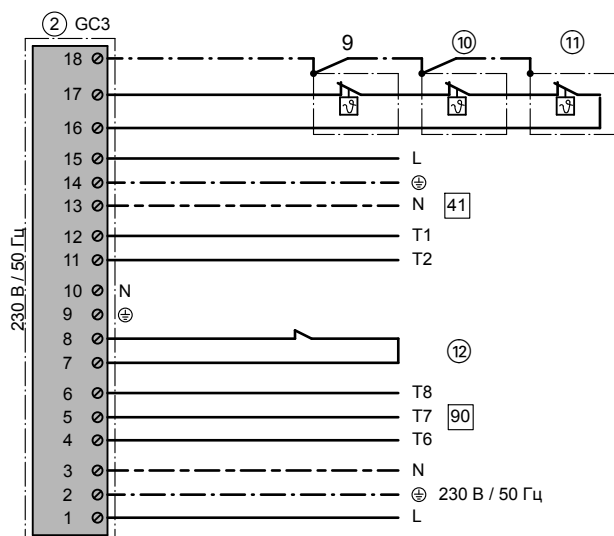 ② GC3
18 9 ⑩ ⑪
17 ϑ ϑ ϑ
16
15 L
14
13 N 41
12 T1
11 T2
10 N
9
8
7 ⑫
6 T8
5 T7 90
4 T6
3 N
2 230 В / 50 Гц
1 L
230 В / 50 Гц